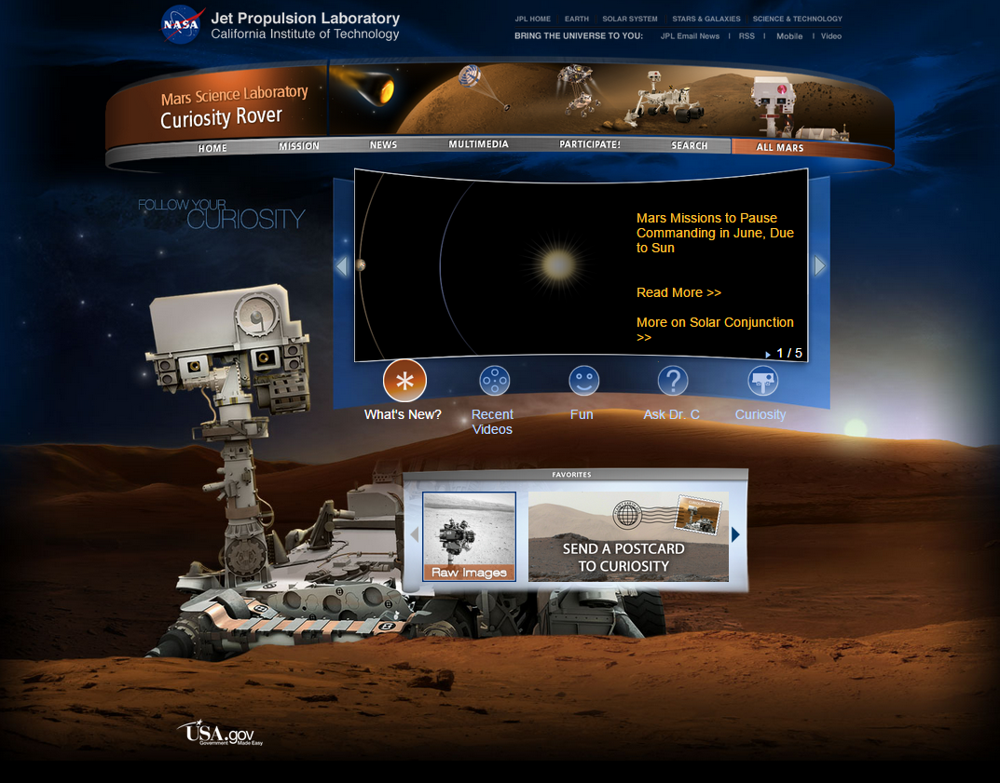 NASA
Jet Propulsion Laboratory
California Institute of Technology
JPL HOME EARTH SOLAR SYSTEM STARS & GALAXIES SCIENCE & TECHNOLOGY
BRING THE UNIVERSE TO YOU: JPL Email News | RSS | Mobile | Video
Mars Science Laboratory
Curiosity Rover
HOME MISSION NEWS MULTIMEDIA PARTICIPATE! SEARCH ALL MARS
FOLLOW YOUR
CURIOSITY
Mars Missions to Pause
Commanding in June, Due
to Sun
Read More >>
More on Solar Conjunction
>>
1 / 5
What's New?
Recent
Videos
Fun
Ask Dr. C
Curiosity
FAVORITES
Raw Images
SEND A POSTCARD
TO CURIOSITY
USA.gov
Government Made Easy